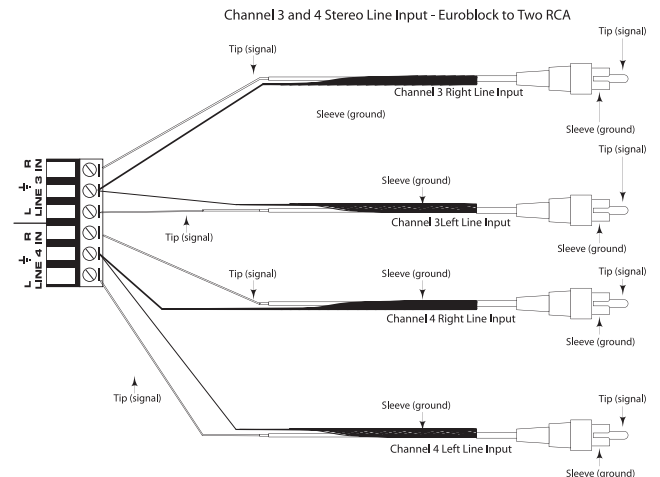 Channel 3 and 4 Stereo Line Input - Euroblock to Two RCA
Tip (signal)
Tip (signal)
Channel 3 Right Line Input
Sleeve (ground)
Sleeve (ground)
Tip (signal)
Sleeve (ground)
Channel 3Left Line Input
Tip (signal)
Sleeve (ground)
R
L
LINE 3 IN
R
L
LINE 4 IN
Tip (signal)
Sleeve (ground)
Tip (signal)
Channel 4 Right Line Input
Sleeve (ground)
Tip (signal)
Sleeve (ground)
Tip (signal)
Channel 4 Left Line Input
Sleeve (ground)